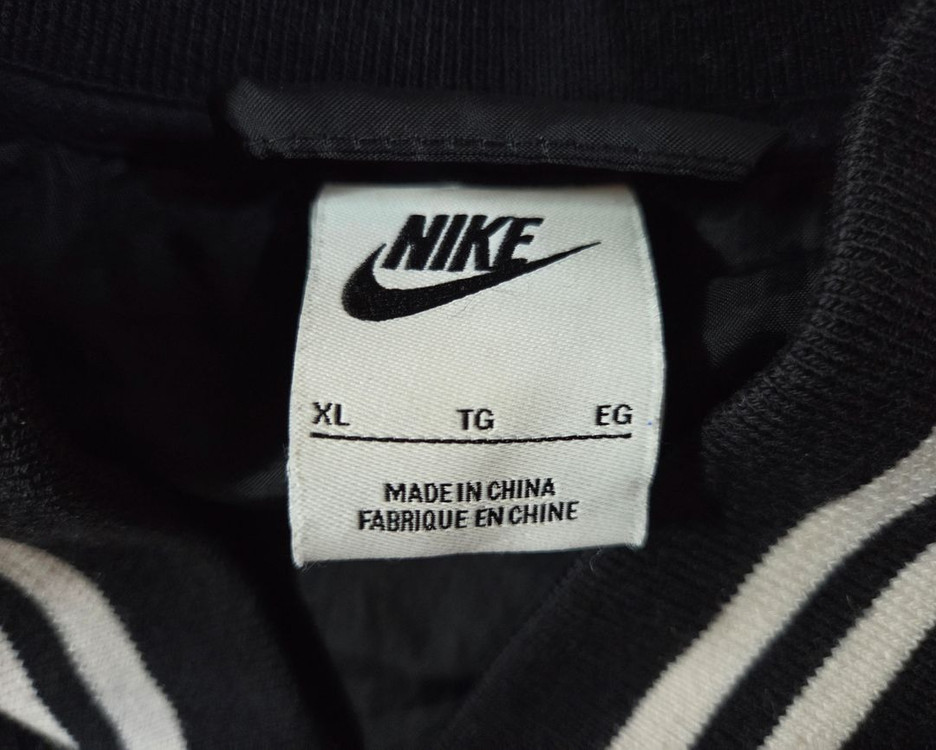 NIKE
XL TG EG
MADE IN CHINA
FABRIQUE EN CHINE